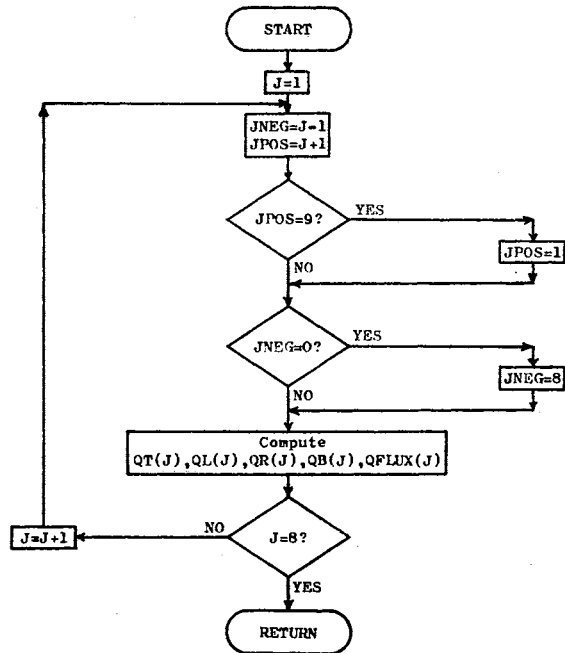 START
J=1
JNEG=J-1
JPOS=J+1
JPOS=9?
YES
JPOS=1
NO
JNEG=0?
YES
JNEG=8
NO
Compute
QT(J),QL(J),QR(J),QB(J),QFLUX(J)
J=8?
NO
J=J+1
YES
RETURN